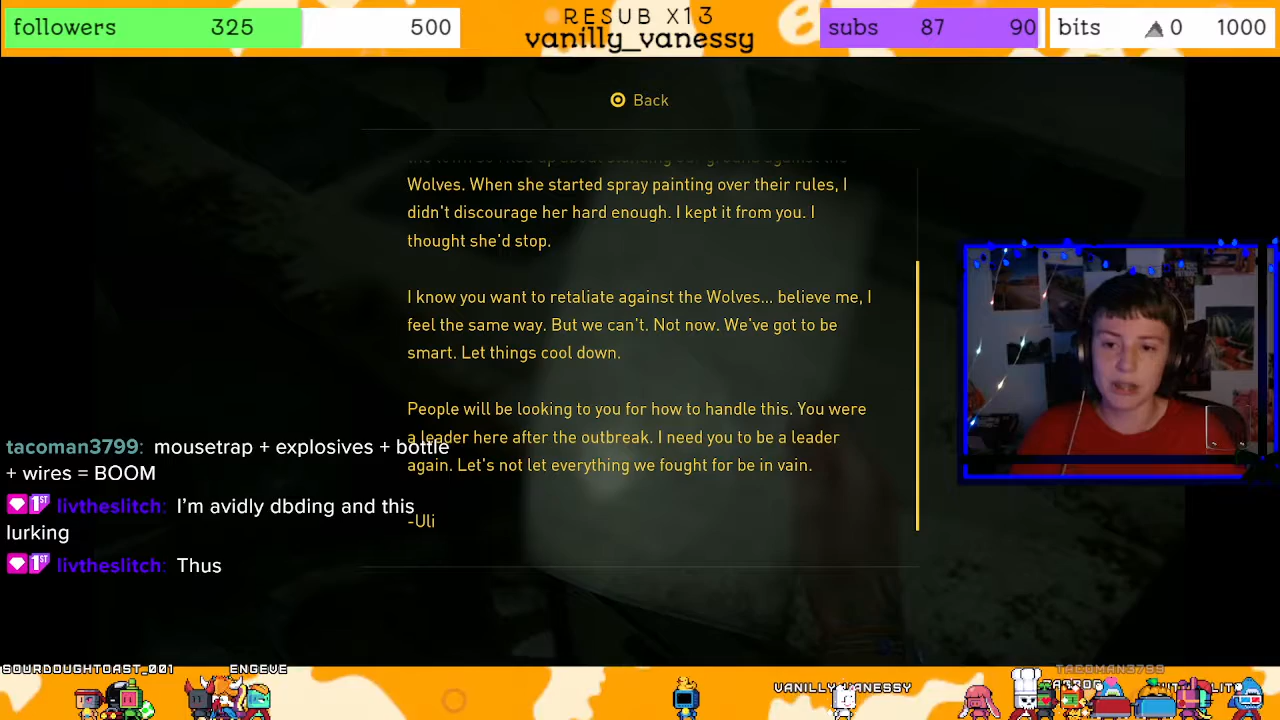 followers 325 500
RESUB X13
vanilly_vanessy
subs 87 90
bits 0 1000
Back
Wolves. When she started spray painting over their rules, I
didn't discourage her hard enough. I kept it from you. I
thought she'd stop.
I know you want to retaliate against the Wolves... believe me, I
feel the same way. But we can't. Not now. We've got to be
smart. Let things cool down.
People will be looking to you for how to handle this. You were
a leader here after the outbreak. I need you to be a leader
again. Let's not let everything we fought for be in vain.
-Uli
tacoman3799: mousetrap + explosives + bottle
+ wires = BOOM
livtheslitch: I'm avidly dbding and this
lurking
livtheslitch: Thus
SOURDOUGHTOAST_001
ENGEVE
VANILLY_VANESSY
TACOMAN3799